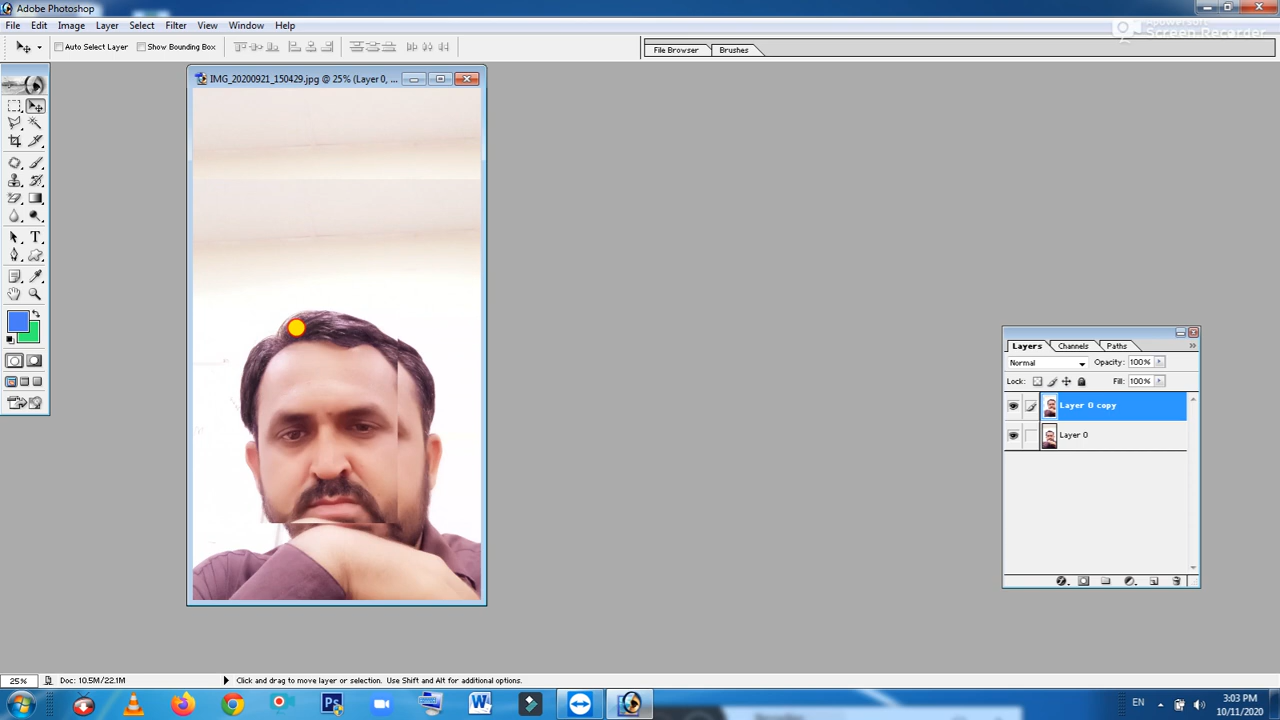 Adobe Photoshop
File Edit Image Layer Select Filter View Window Help
Apowersoft
Screen Recorder
Auto Select Layer Show Bounding Box
File Browser Brushes
IMG_20200921_150429.jpg @ 25% (Layer 0, ...
T
Layers Channels Paths
Normal Opacity: 100%
Lock: Fill: 100%
Layer 0 copy
Layer 0
25% Doc: 10.5M/22.1M Click and drag to move layer or selection. Use Shift and Alt for additional options.
EN 3:03 PM
10/11/2020